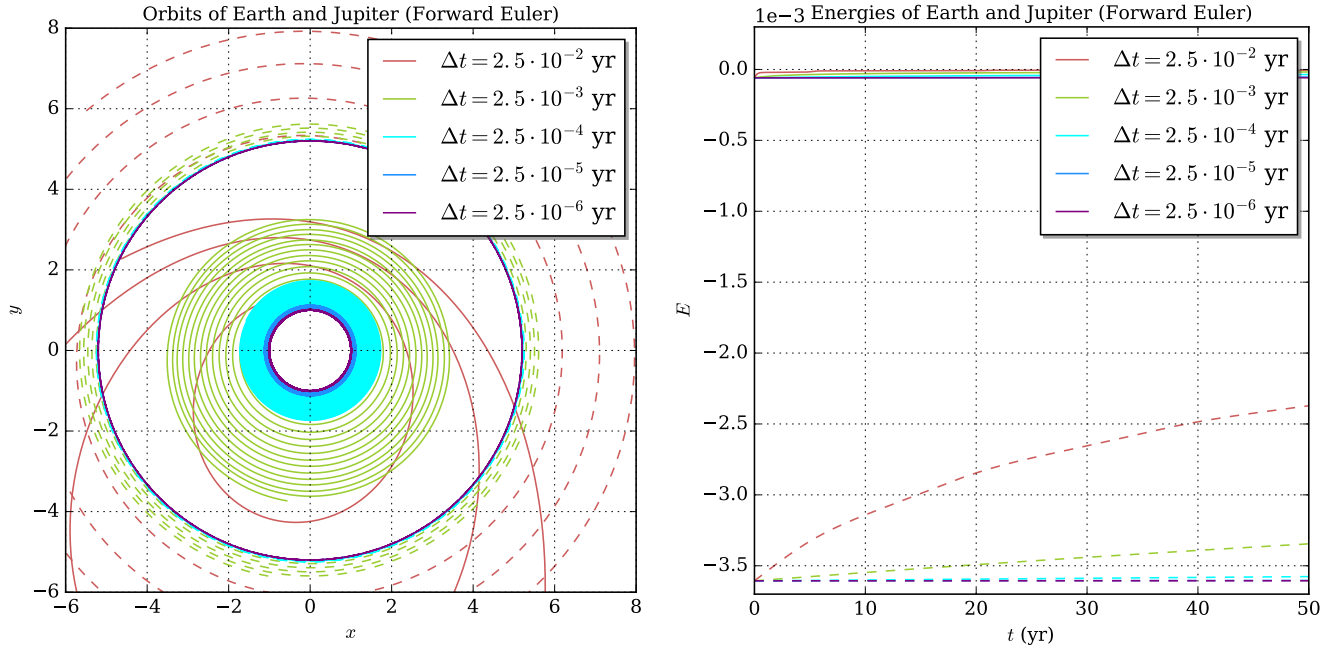 Orbits of Earth and Jupiter (Forward Euler)
8
6
4
2
0
−2
−4
−6
y
−6
−4
−2
0
2
4
6
8
x
Δt = 2.5 · 10⁻² yr
Δt = 2.5 · 10⁻³ yr
Δt = 2.5 · 10⁻⁴ yr
Δt = 2.5 · 10⁻⁵ yr
Δt = 2.5 · 10⁻⁶ yr
1e−3
Energies of Earth and Jupiter (Forward Euler)
0.0
−0.5
−1.0
−1.5
−2.0
−2.5
−3.0
−3.5
E
0
10
20
30
40
50
t (yr)
Δt = 2.5 · 10⁻² yr
Δt = 2.5 · 10⁻³ yr
Δt = 2.5 · 10⁻⁴ yr
Δt = 2.5 · 10⁻⁵ yr
Δt = 2.5 · 10⁻⁶ yr